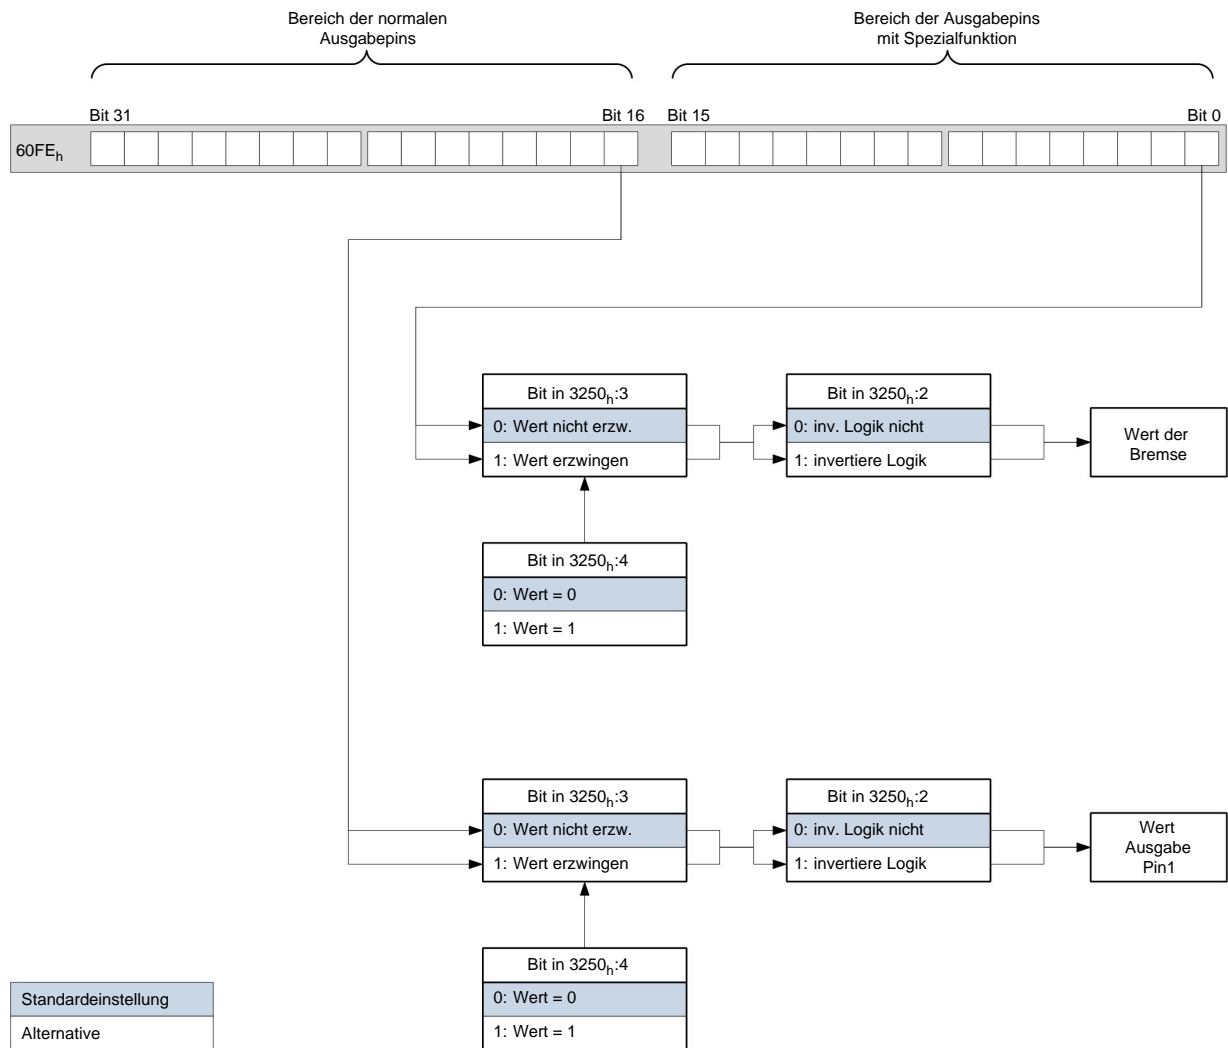 Bereich der normalen
Ausgabepins
Bereich der Ausgabepins
mit Spezialfunktion
Bit 31
Bit 16
Bit 15
Bit 0
60FEh
Bit in 3250h:3
0: Wert nicht erzw.
1: Wert erzwingen
Bit in 3250h:2
0: inv. Logik nicht
1: invertiere Logik
Wert der
Bremse
Bit in 3250h:4
0: Wert = 0
1: Wert = 1
Bit in 3250h:3
0: Wert nicht erzw.
1: Wert erzwingen
Bit in 3250h:2
0: inv. Logik nicht
1: invertiere Logik
Wert
Ausgabe
Pin1
Bit in 3250h:4
0: Wert = 0
1: Wert = 1
Standardeinstellung
Alternative